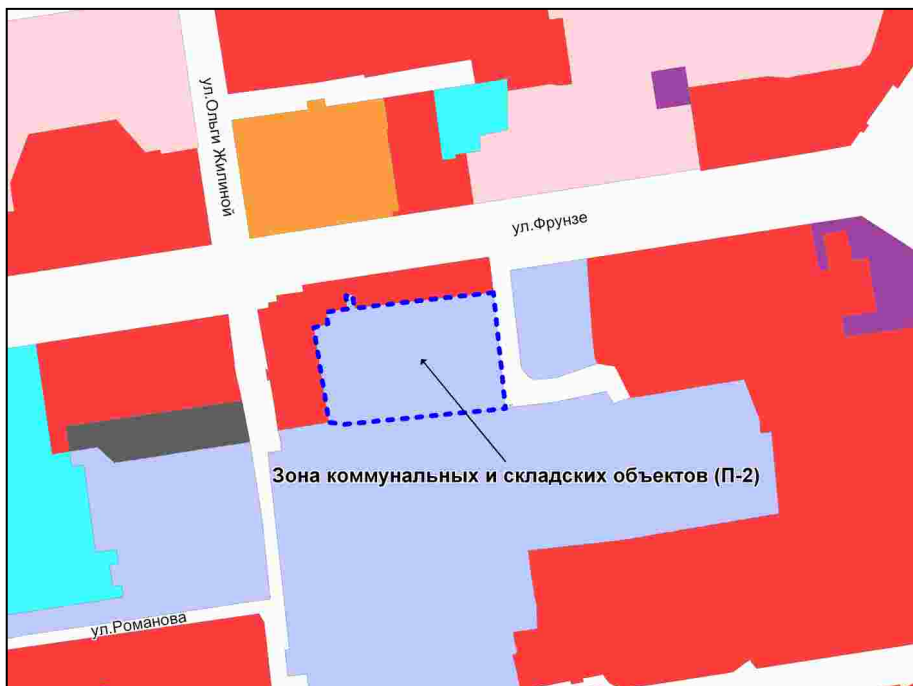 ул.Ольги Жилиной
ул.Фрунзе
Зона коммунальных и складских объектов (П-2)
ул.Романова